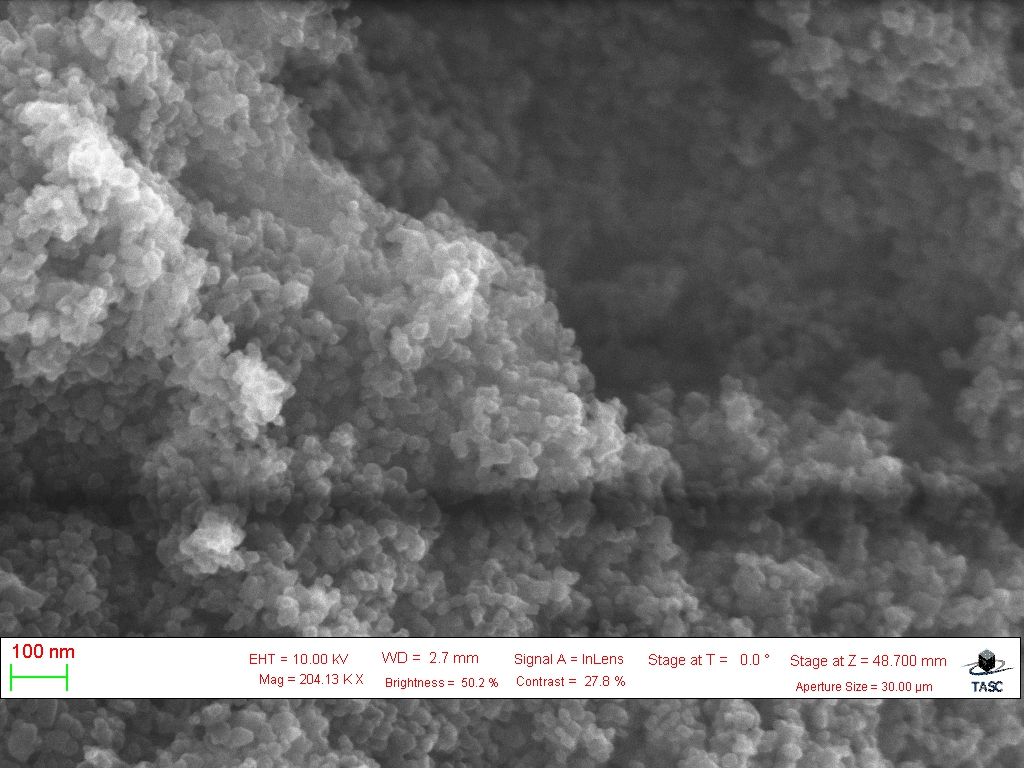 100 nm
EHT = 10.00 kV
WD = 2.7 mm
Signal A = InLens
Stage at T = 0.0 °
Stage at Z = 48.700 mm
Mag = 204.13 K X
Brightness = 50.2 %
Contrast = 27.8 %
Aperture Size = 30.00 µm
TASC